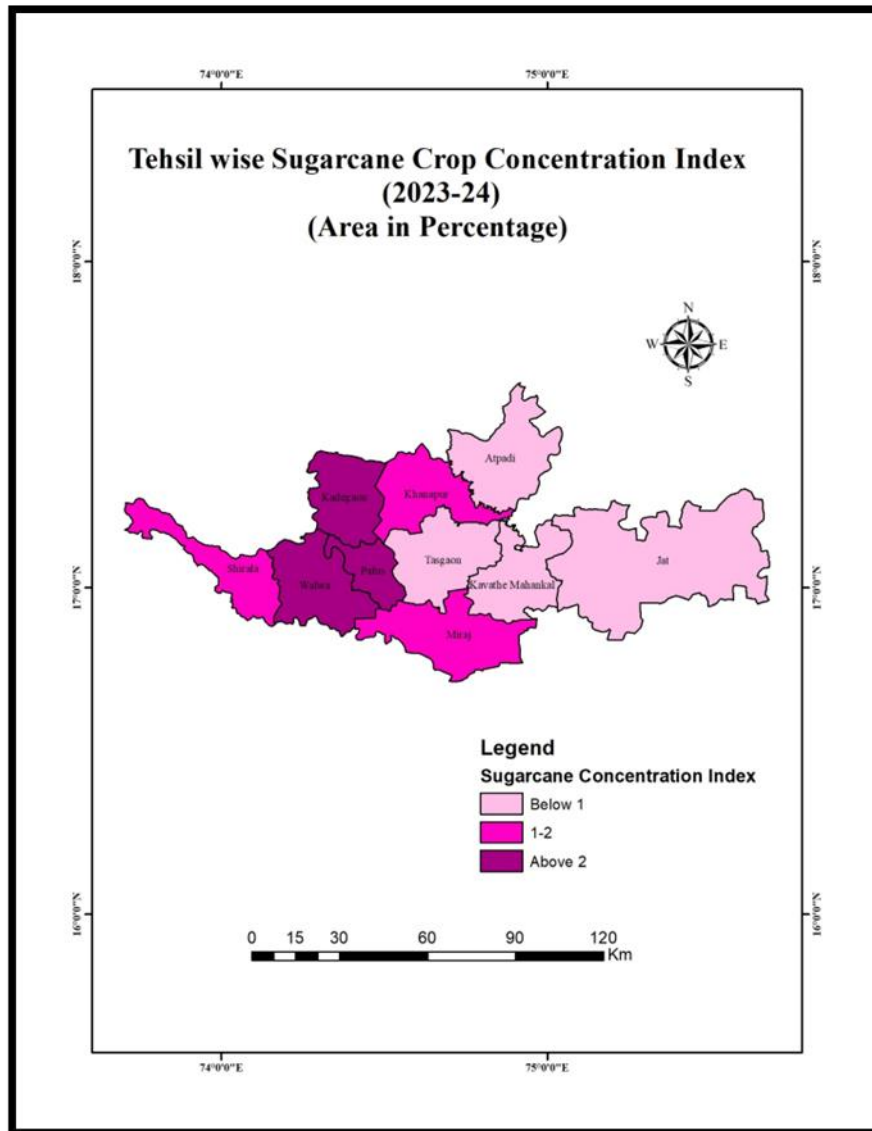 74°0'0"E 75°0'0"E
Tehsil wise Sugarcane Crop Concentration Index
(2023-24)
(Area in Percentage)
18°0'0"N 18°0'0"N
N
W E
S
Atpadi
Kadegaon Khanapur
Shirala Walwa Palus Tasgaon Jat
Kavathe Mahankal
17°0'0"N 17°0'0"N
Miraj
Legend
Sugarcane Concentration Index
Below 1
1-2
Above 2
16°0'0"N 16°0'0"N
0 15 30 60 90 120
Km
74°0'0"E 75°0'0"E